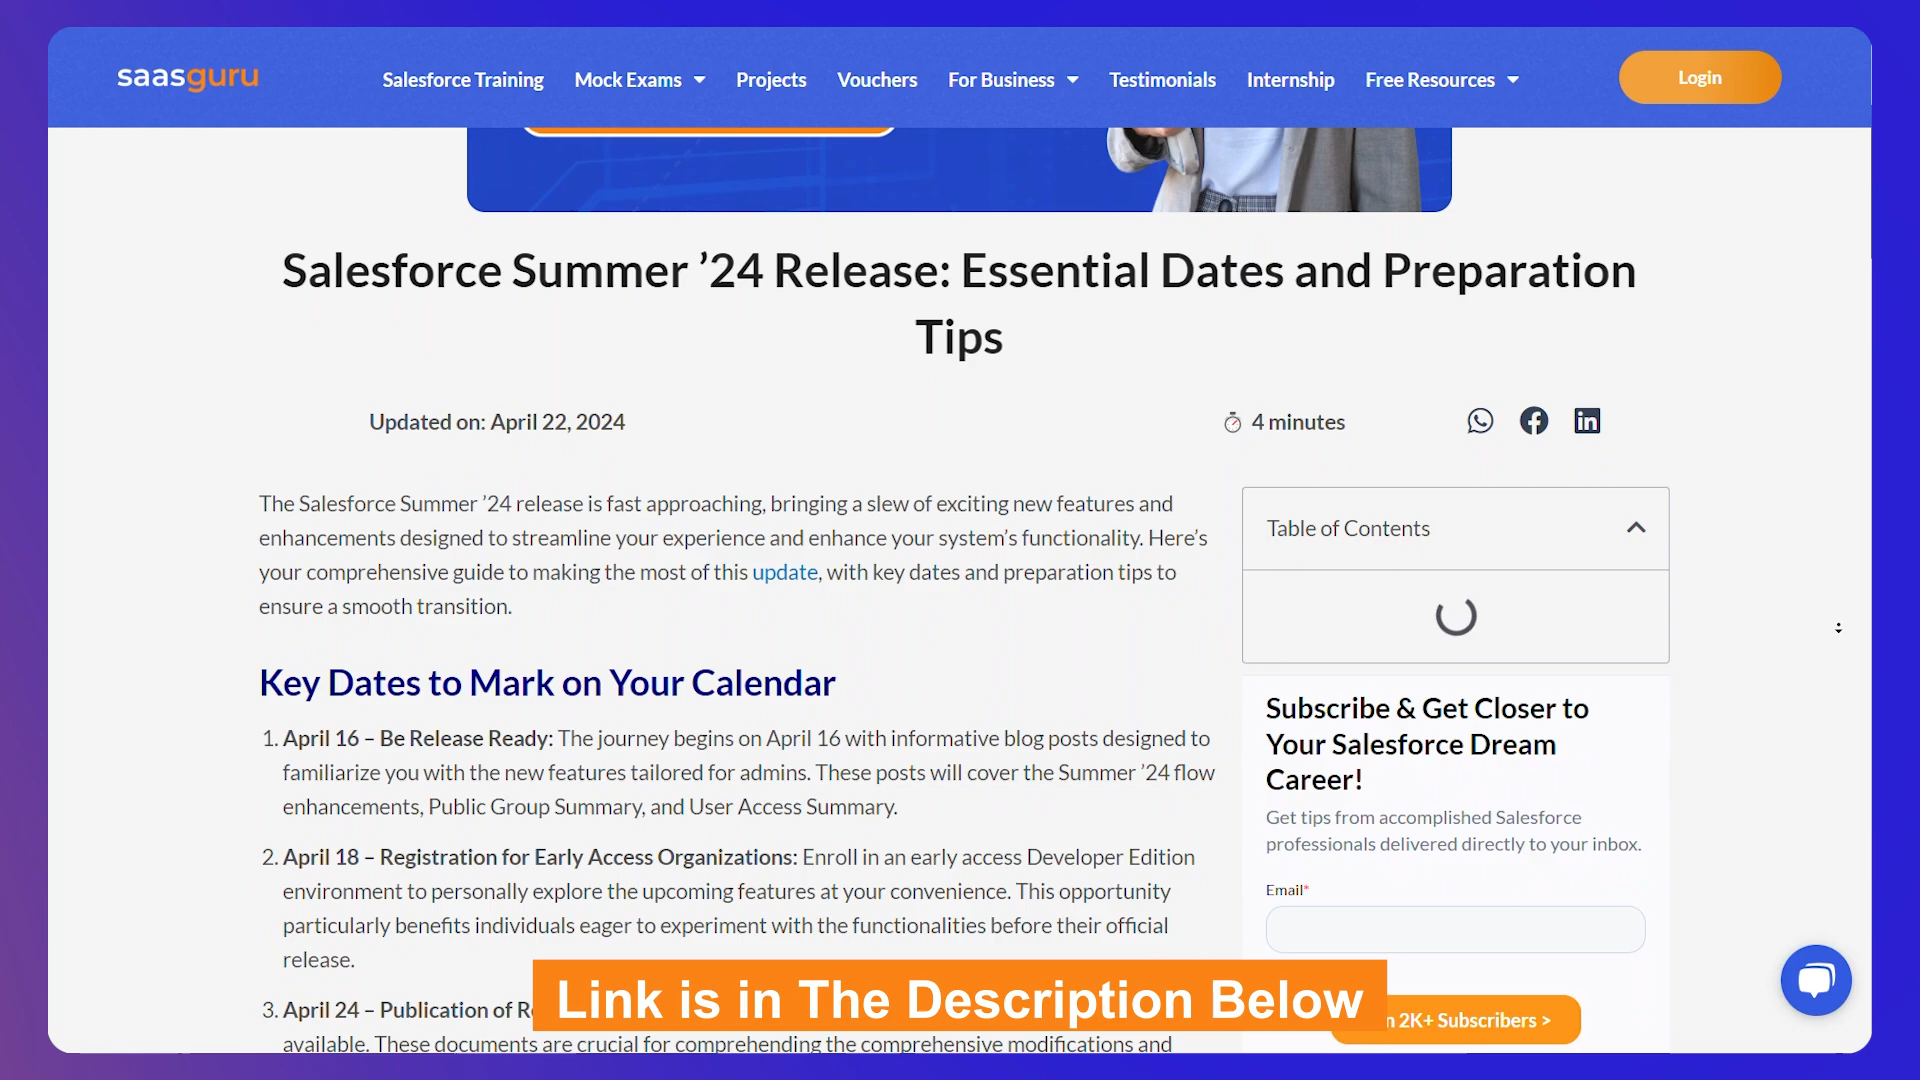 saasguru
Salesforce Training
Mock Exams
Projects
Vouchers
For Business
Testimonials
Internship
Free Resources
Login
Salesforce Summer ’24 Release: Essential Dates and Preparation
Tips
Updated on: April 22, 2024
4 minutes
The Salesforce Summer ’24 release is fast approaching, bringing a slew of exciting new features and
enhancements designed to streamline your experience and enhance your system’s functionality. Here’s
your comprehensive guide to making the most of this update, with key dates and preparation tips to
ensure a smooth transition.
Key Dates to Mark on Your Calendar
1. April 16 – Be Release Ready: The journey begins on April 16 with informative blog posts designed to
familiarize you with the new features tailored for admins. These posts will cover the Summer ’24 flow
enhancements, Public Group Summary, and User Access Summary.
2. April 18 – Registration for Early Access Organizations: Enroll in an early access Developer Edition
environment to personally explore the upcoming features at your convenience. This opportunity
particularly benefits individuals eager to experiment with the functionalities before their official
release.
3. April 24 – Publication of
available. These documents are crucial for comprehending the comprehensive modifications and
Table of Contents
Subscribe & Get Closer to
Your Salesforce Dream
Career!
Get tips from accomplished Salesforce
professionals delivered directly to your inbox.
Email*
2K+ Subscribers >
Link is in The Description Below